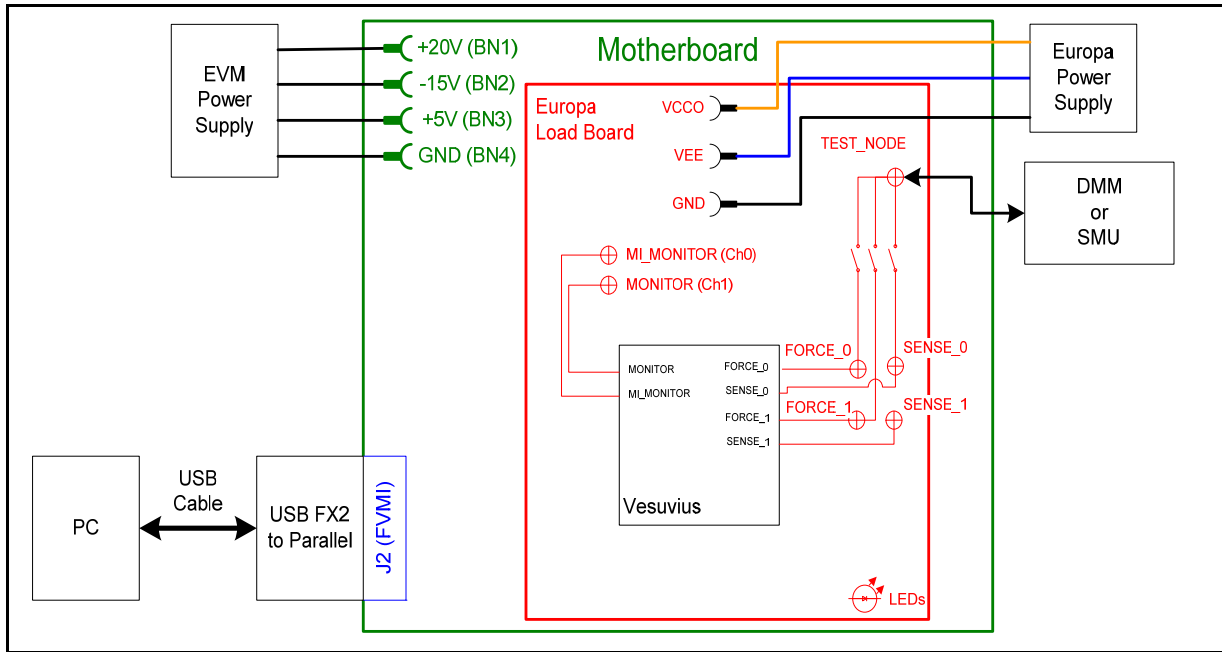 EVM
Power
Supply
+20V (BN1)
-15V (BN2)
+5V (BN3)
GND (BN4)
Motherboard
Europa
Load Board
VCCO
VEE
GND
TEST_NODE
Europa
Power
Supply
DMM
or
SMU
MI_MONITOR (Ch0)
MONITOR (Ch1)
MONITOR
MI_MONITOR
FORCE_0
SENSE_0
FORCE_1
SENSE_1
Vesuvius
FORCE_0
SENSE_0
FORCE_1
SENSE_1
PC
USB
Cable
USB FX2
to Parallel
J2 (FVMI)
LEDs